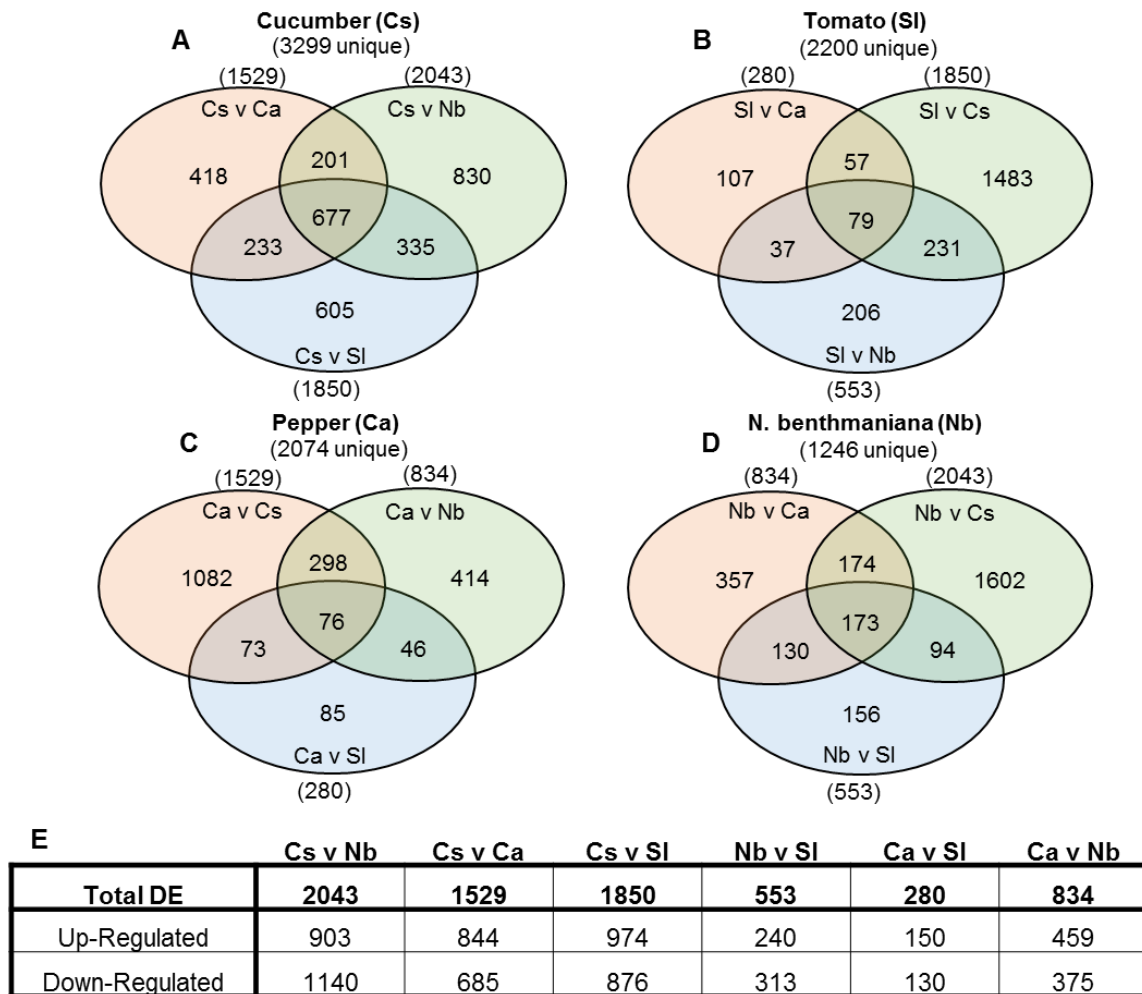 A
Cucumber (Cs)
(3299 unique)
(1529)
(2043)
Cs v Ca
Cs v Nb
418
201
830
677
233
335
605
Cs v Sl
(1850)
B
Tomato (Sl)
(2200 unique)
(280)
(1850)
Sl v Ca
Sl v Cs
107
57
1483
79
37
231
206
Sl v Nb
(553)
C
Pepper (Ca)
(2074 unique)
(1529)
(834)
Ca v Cs
Ca v Nb
1082
298
414
76
73
46
85
Ca v Sl
(280)
D
N. benthmaniana (Nb)
(1246 unique)
(834)
(2043)
Nb v Ca
Nb v Cs
357
174
1602
173
130
94
156
Nb v Sl
(553)
E
Cs v Nb Cs v Ca Cs v Sl Nb v Sl Ca v Sl Ca v Nb
Total DE 2043 1529 1850 553 280 834
Up-Regulated 903 844 974 240 150 459
Down-Regulated 1140 685 876 313 130 375